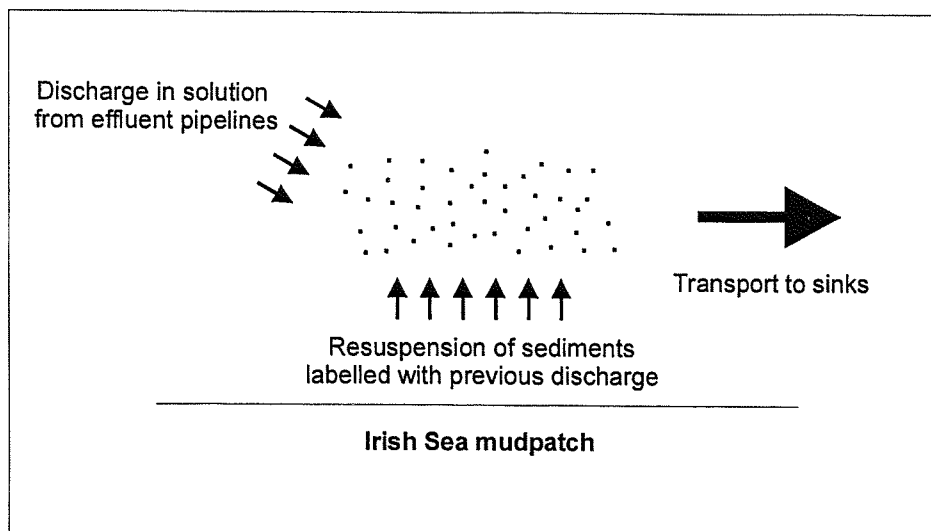 Discharge in solution
from effluent pipelines
Transport to sinks
Resuspension of sediments
labelled with previous discharge
Irish Sea mudpatch